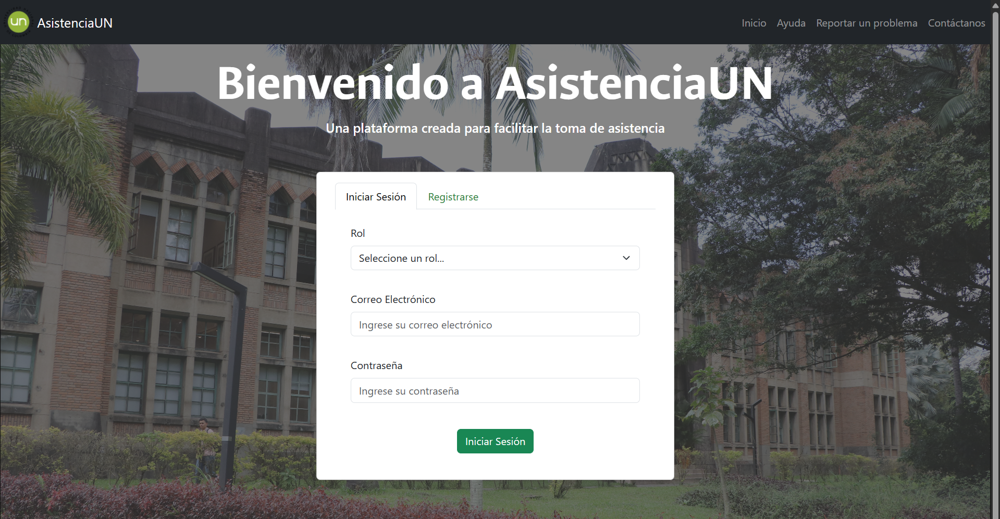 un
AsistenciaUN
Inicio
Ayuda
Reportar un problema
Contáctanos
Bienvenido a AsistenciaUN
Una plataforma creada para facilitar la toma de asistencia
Iniciar Sesión
Registrarse
Rol
Seleccione un rol...
Correo Electrónico
Ingrese su correo electrónico
Contraseña
Ingrese su contraseña
Iniciar Sesión